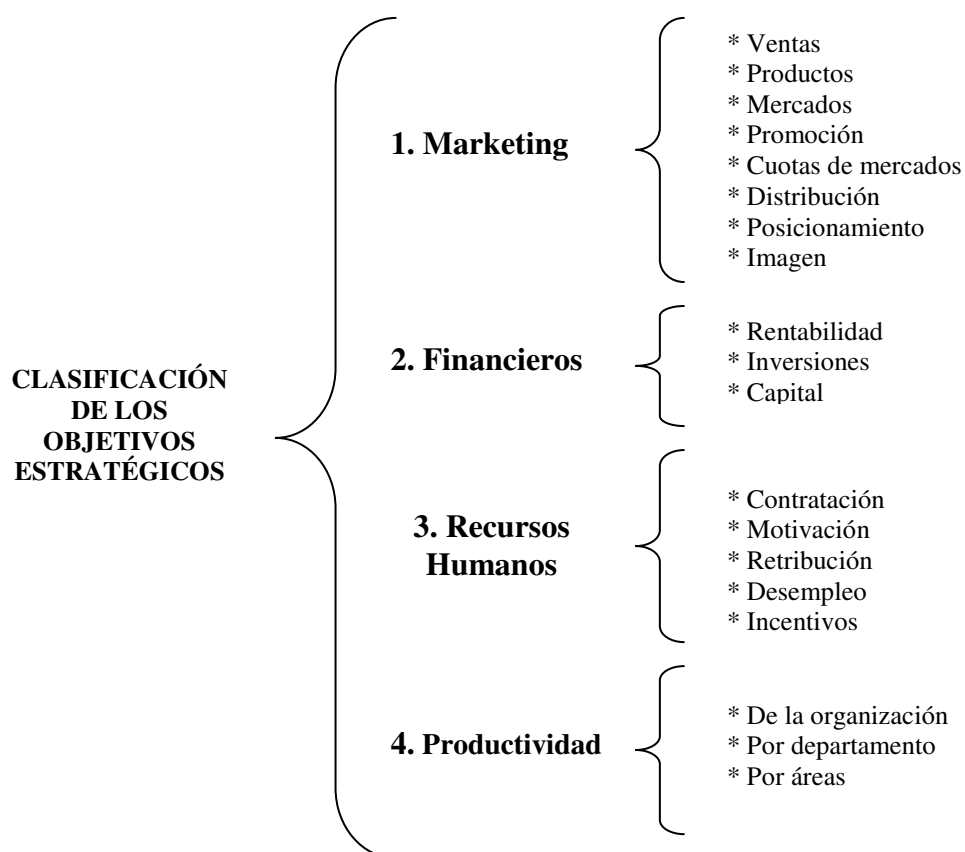 CLASIFICACIÓN
DE LOS
OBJETIVOS
ESTRATÉGICOS
1. Marketing
* Ventas
* Productos
* Mercados
* Promoción
* Cuotas de mercados
* Distribución
* Posicionamiento
* Imagen
2. Financieros
* Rentabilidad
* Inversiones
* Capital
3. Recursos
Humanos
* Contratación
* Motivación
* Retribución
* Desempleo
* Incentivos
4. Productividad
* De la organización
* Por departamento
* Por áreas